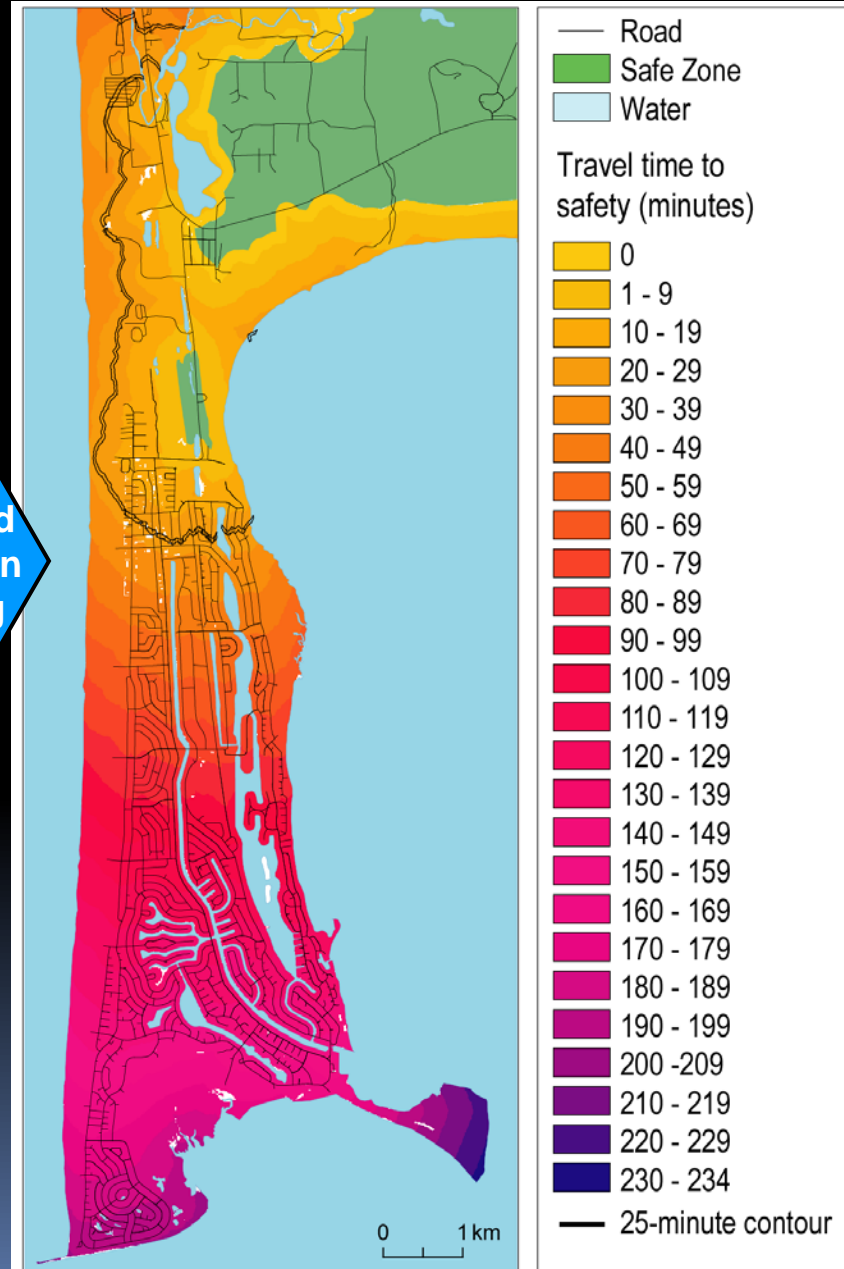 Road
Safe Zone
Water
Travel time to
safety (minutes)
0
1 - 9
10 - 19
20 - 29
30 - 39
40 - 49
50 - 59
60 - 69
70 - 79
80 - 89
90 - 99
100 - 109
110 - 119
120 - 129
130 - 139
140 - 149
150 - 159
160 - 169
170 - 179
180 - 189
190 - 199
200 -209
210 - 219
220 - 229
230 - 234
25-minute contour
0 1 km